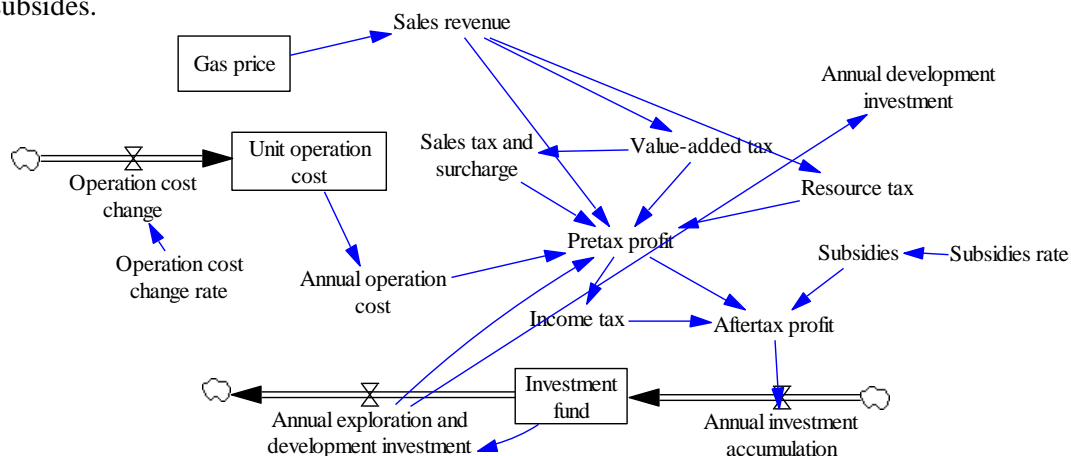 subsides.
Sales revenue
Gas price
Annual development
investment
Sales tax and
surcharge
Value-added tax
Unit operation
cost
Operation cost
change
Resource tax
Pretax profit
Subsidies
Subsidies rate
Operation cost
change rate
Annual operation
cost
Income tax
Aftertax profit
Investment
fund
Annual exploration and
development investment
Annual investment
accumulation